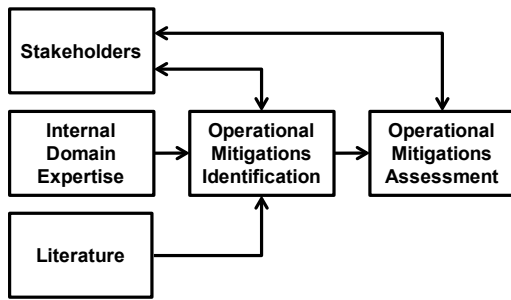 Stakeholders
Internal
Domain
Expertise
Operational
Mitigations
Identification
Operational
Mitigations
Assessment
Literature